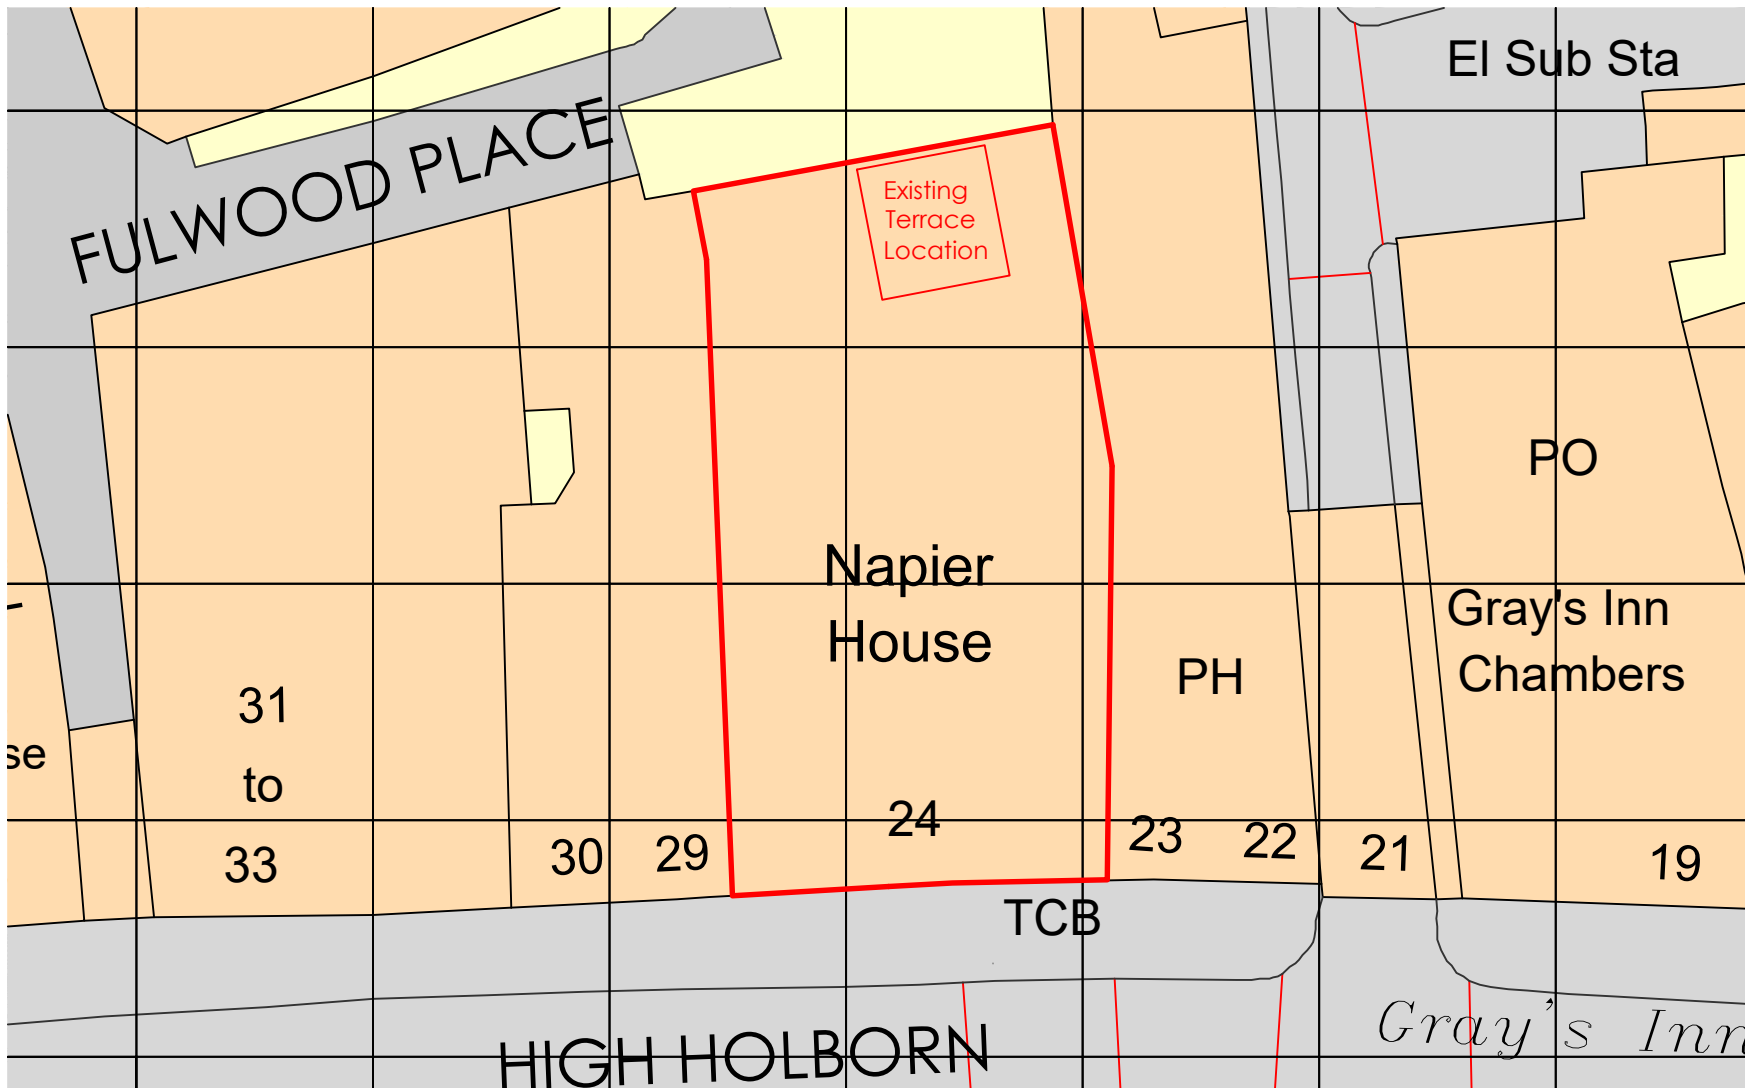 El Sub Sta
FULWOOD PLACE
Existing
Terrace
Location
PO
Napier
House
Gray's Inn
Chambers
PH
31
to
33
se
30
29
24
23
22
21
19
TCB
HIGH HOLBORN
Gray's Inn